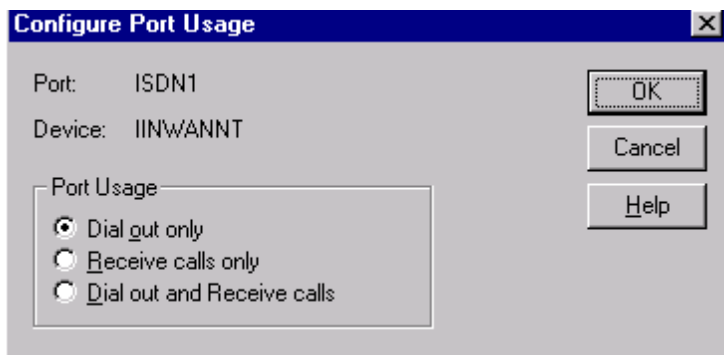 Configure Port Usage
Port: ISDN1
Device: IINWANNT
Port Usage
Dial out only
Receive calls only
Dial out and Receive calls
OK
Cancel
Help